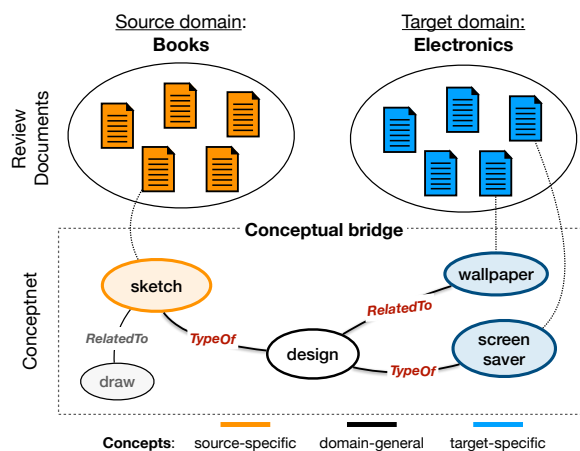 Source domain:
Books
Target domain:
Electronics
Review
Documents
Conceptual bridge
Conceptnet
sketch
wallpaper
RelatedTo
RelatedTo
TypeOf
design
screen
saver
TypeOf
draw
Concepts: source-specific domain-general target-specific